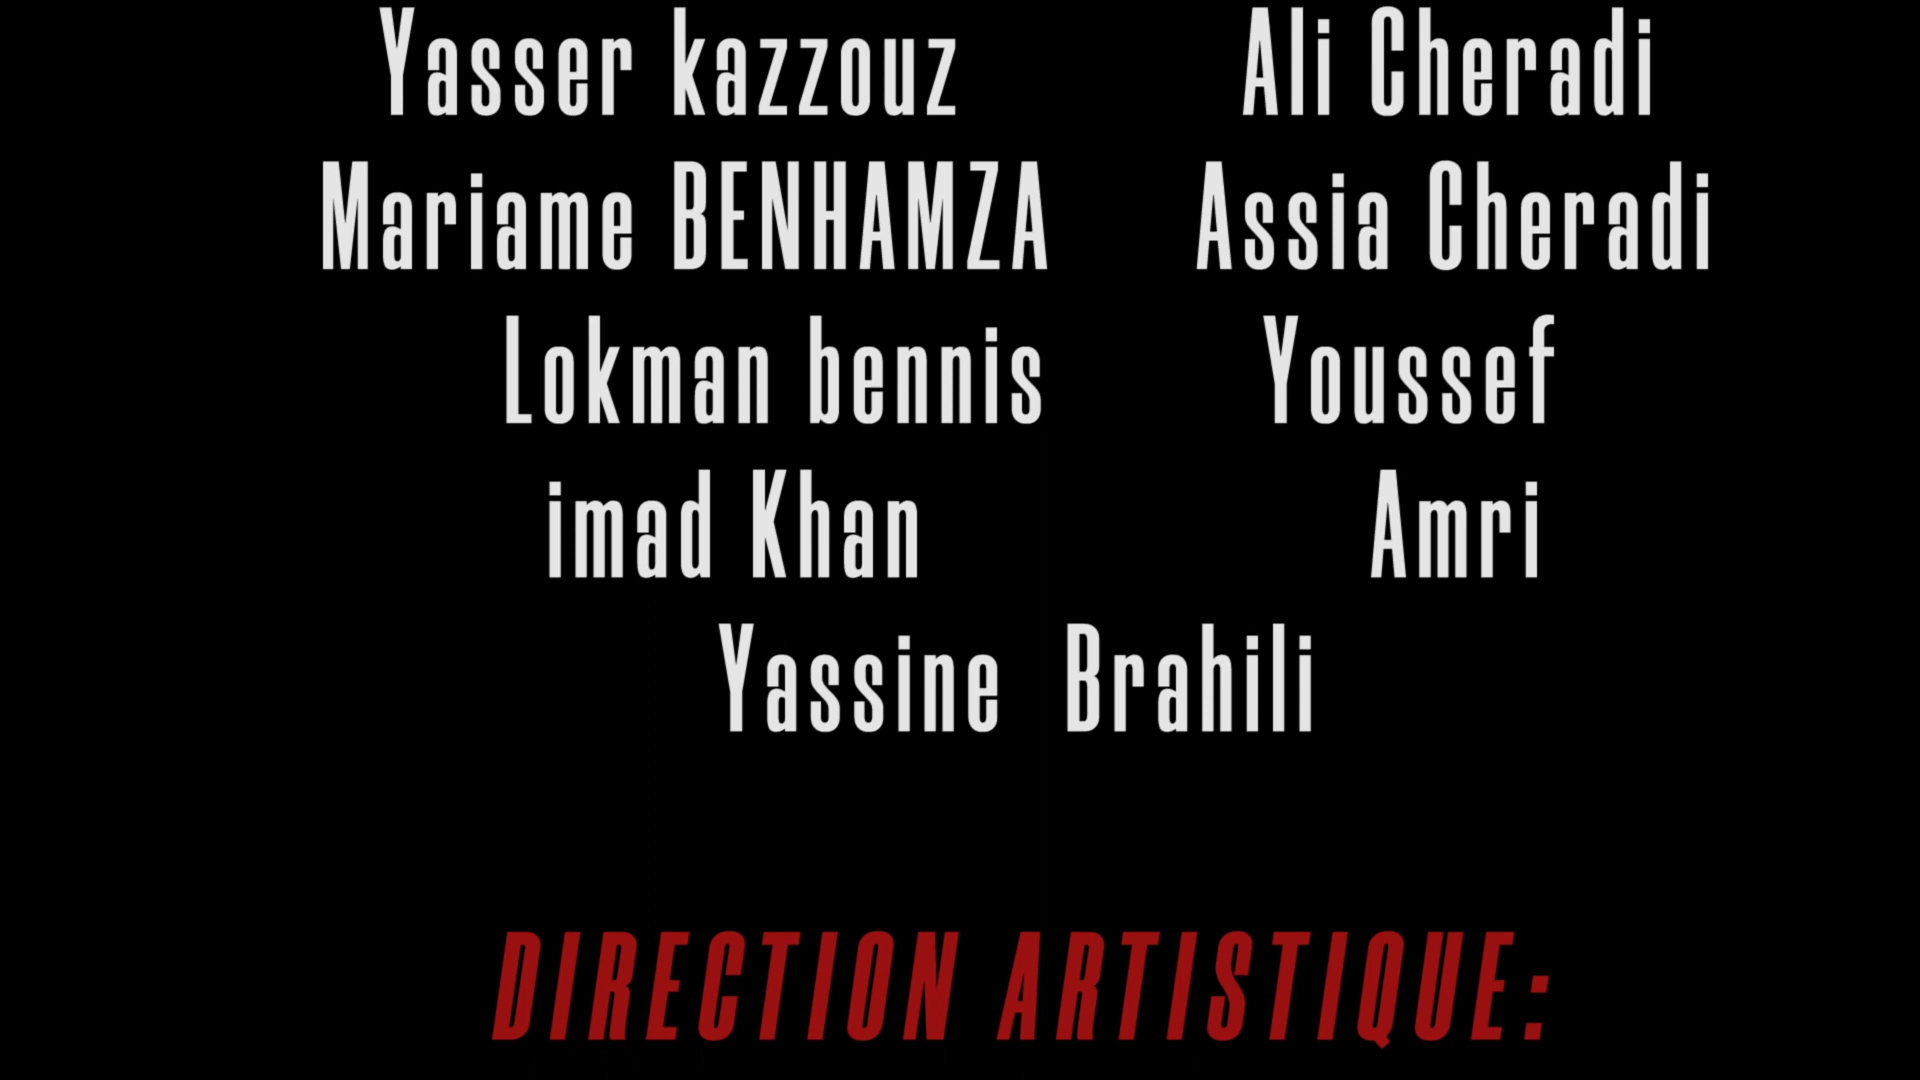 Yasser kazzouz Ali Cheradi
Mariame BENHAMZA Assia Cheradi
Lokman bennis Youssef
imad Khan Amri
Yassine Brahili
DIRECTION ARTISTIQUE: